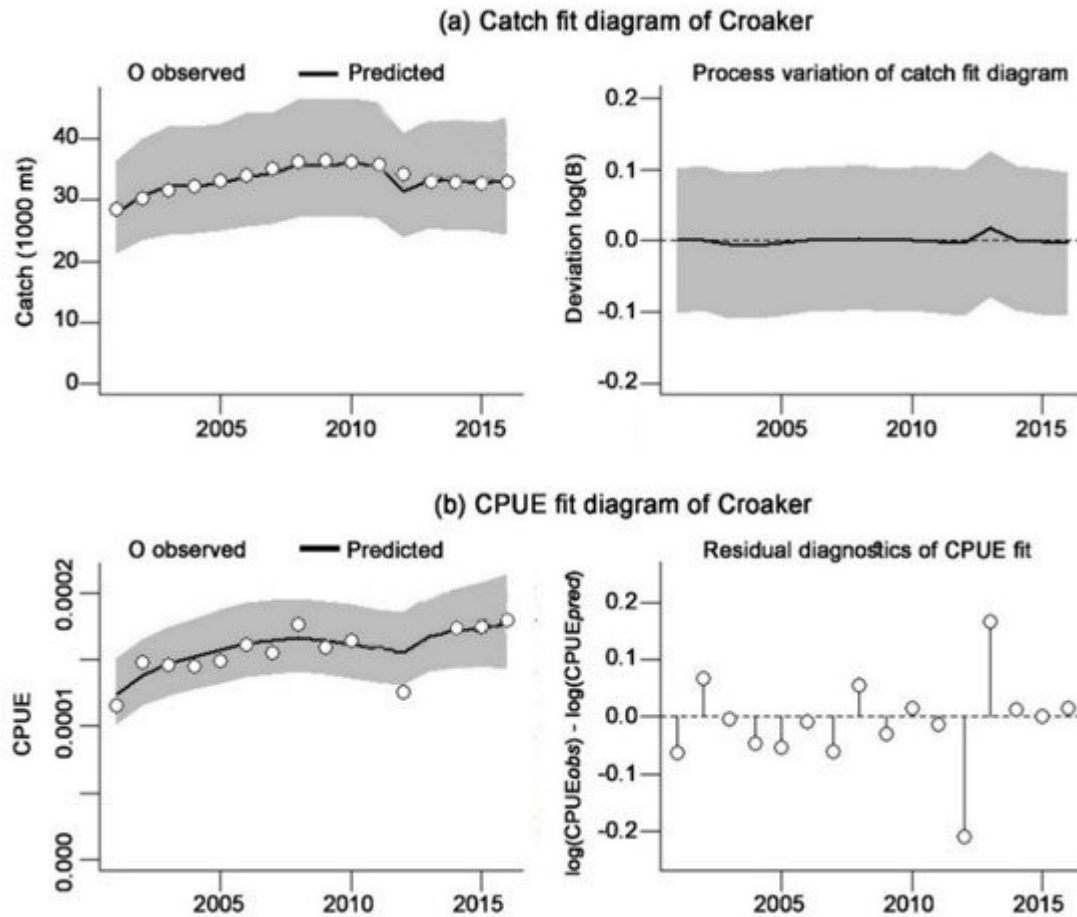 (a) Catch fit diagram of Croaker
O observed Predicted
Process variation of catch fit diagram
Catch (1000 mt)
40
30
20
10
0
2005 2010 2015
Deviation log(B)
0.2
0.1
0.0
-0.1
-0.2
2005 2010 2015
(b) CPUE fit diagram of Croaker
O observed Predicted
Residual diagnostics of CPUE fit
CPUE
0.0002
0.0001
0.000
2005 2010 2015
log(CPUEobs) - log(CPUEpred)
0.2
0.1
0.0
-0.1
-0.2
2005 2010 2015